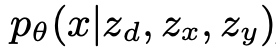 p_θ(x|z_d, z_x, z_y)